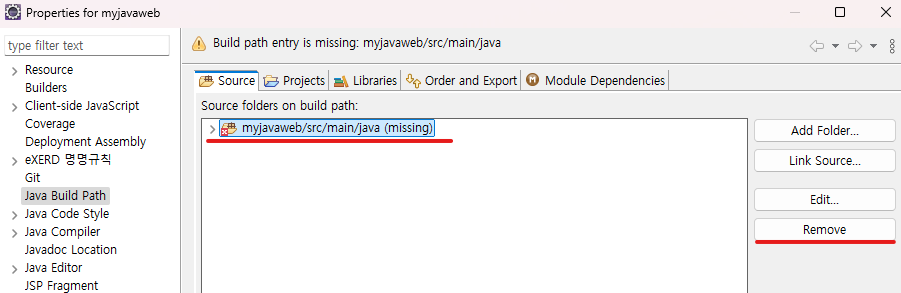 Properties for myjavaweb
type filter text
Resource
Builders
Client-side JavaScript
Coverage
Deployment Assembly
eXERD 명명규칙
Git
Java Build Path
Java Code Style
Java Compiler
Javadoc Location
Java Editor
JSP Fragment
Build path entry is missing: myjavaweb/src/main/java
Source Projects Libraries Order and Export Module Dependencies
Source folders on build path:
myjavaweb/src/main/java (missing)
Add Folder...
Link Source...
Edit...
Remove